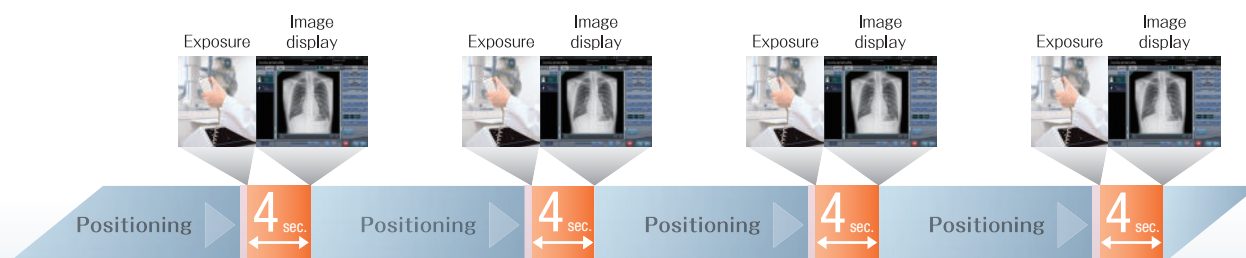 Exposure
Image
display
Exposure
Image
display
Exposure
Image
display
Exposure
Image
display
Positioning
4 sec.
Positioning
4 sec.
Positioning
4 sec.
Positioning
4 sec.